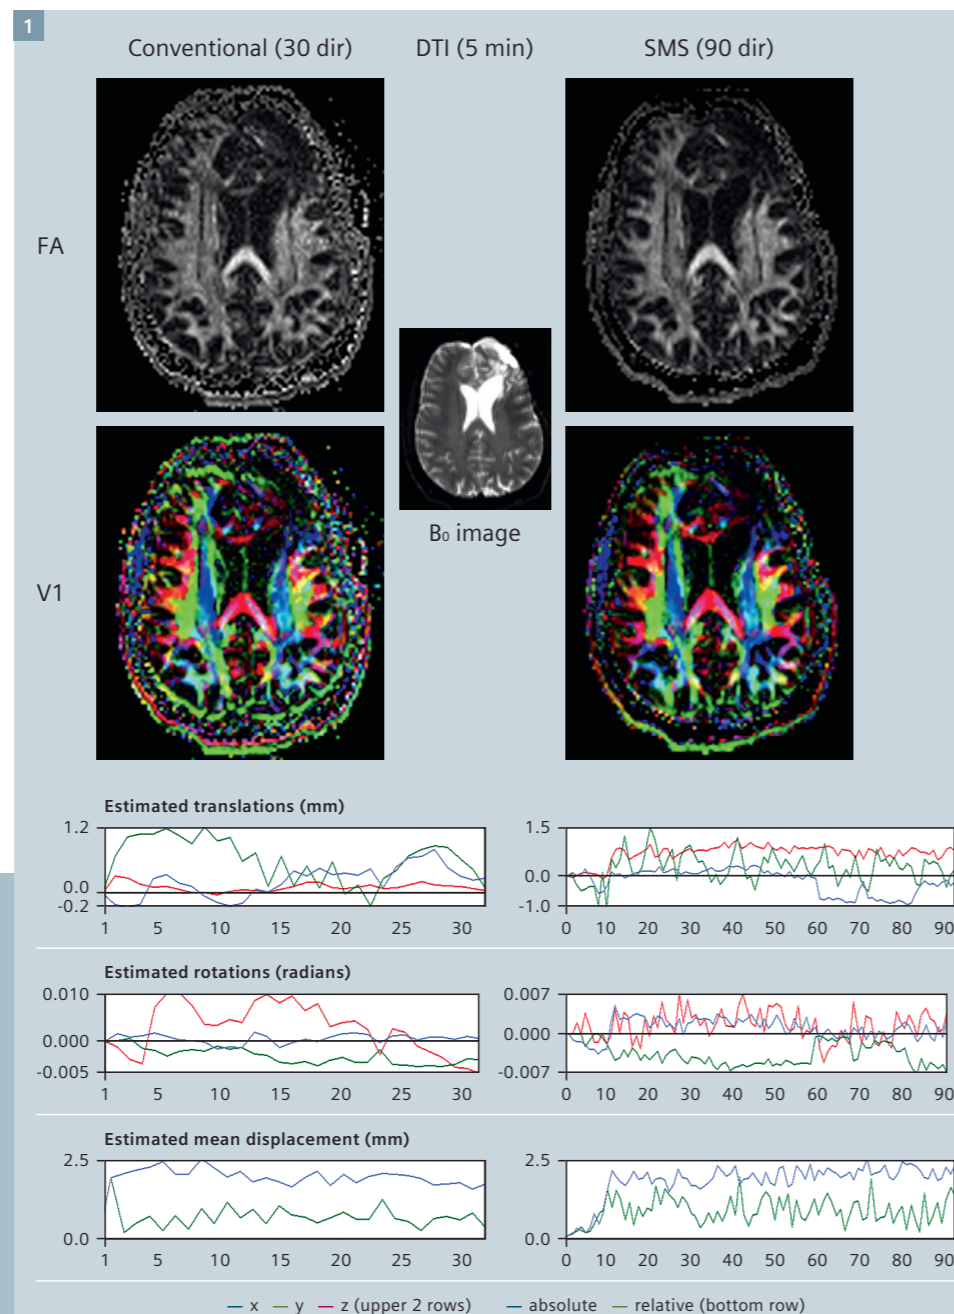 1
Conventional (30 dir) DTI (5 min) SMS (90 dir)
FA
B₀ image
V1
Estimated translations (mm)
1.2 1.5
0.0 0.0
-0.2 -1.0
1 5 10 15 20 25 30 0 10 20 30 40 50 60 70 80 90
Estimated rotations (radians)
0.010 0.007
0.000 0.000
-0.005 -0.007
1 5 10 15 20 25 30 0 10 20 30 40 50 60 70 80 90
Estimated mean displacement (mm)
2.5 2.5
0.0 0.0
1 5 10 15 20 25 30 0 10 20 30 40 50 60 70 80 90
x y z (upper 2 rows) absolute relative (bottom row)